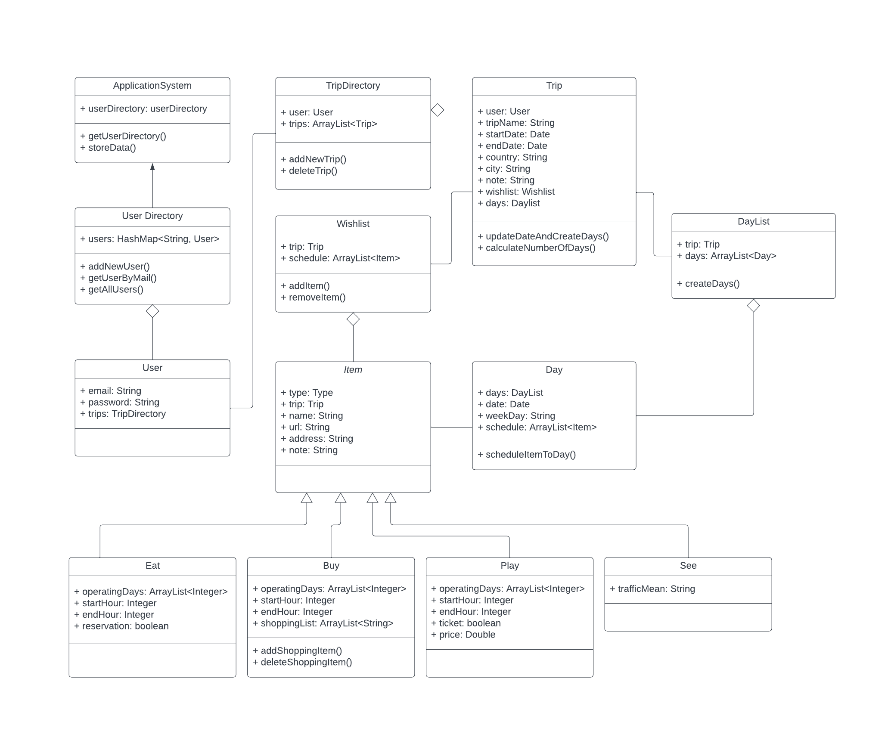 ApplicationSystem
+ userDirectory: userDirectory
+ getUserDirectory()
+ storeData()
TripDirectory
+ user: User
+ trips: ArrayList<Trip>
+ addNewTrip()
+ deleteTrip()
Trip
+ user: User
+ tripName: String
+ startDate: Date
+ endDate: Date
+ country: String
+ city: String
+ note: String
+ wishlist: Wishlist
+ days: Daylist
+ updateDateAndCreateDays()
+ calculateNumberOfDays()
User Directory
+ users: HashMap<String, User>
+ addNewUser()
+ getUserByMail()
+ getAllUsers()
Wishlist
+ trip: Trip
+ schedule: ArrayList<Item>
+ addItem()
+ removeItem()
DayList
+ trip: Trip
+ days: ArrayList<Day>
+ createDays()
User
+ email: String
+ password: String
+ trips: TripDirectory
Item
+ type: Type
+ trip: Trip
+ name: String
+ url: String
+ address: String
+ note: String
Day
+ days: DayList
+ date: Date
+ weekDay: String
+ schedule: ArrayList<Item>
+ scheduleItemToDay()
Eat
+ operatingDays: ArrayList<Integer>
+ startHour: Integer
+ endHour: Integer
+ reservation: boolean
Buy
+ operatingDays: ArrayList<Integer>
+ startHour: Integer
+ endHour: Integer
+ shoppingList: ArrayList<String>
+ addShoppingItem()
+ deleteShoppingItem()
Play
+ operatingDays: ArrayList<Integer>
+ startHour: Integer
+ endHour: Integer
+ ticket: boolean
+ price: Double
See
+ trafficMean: String